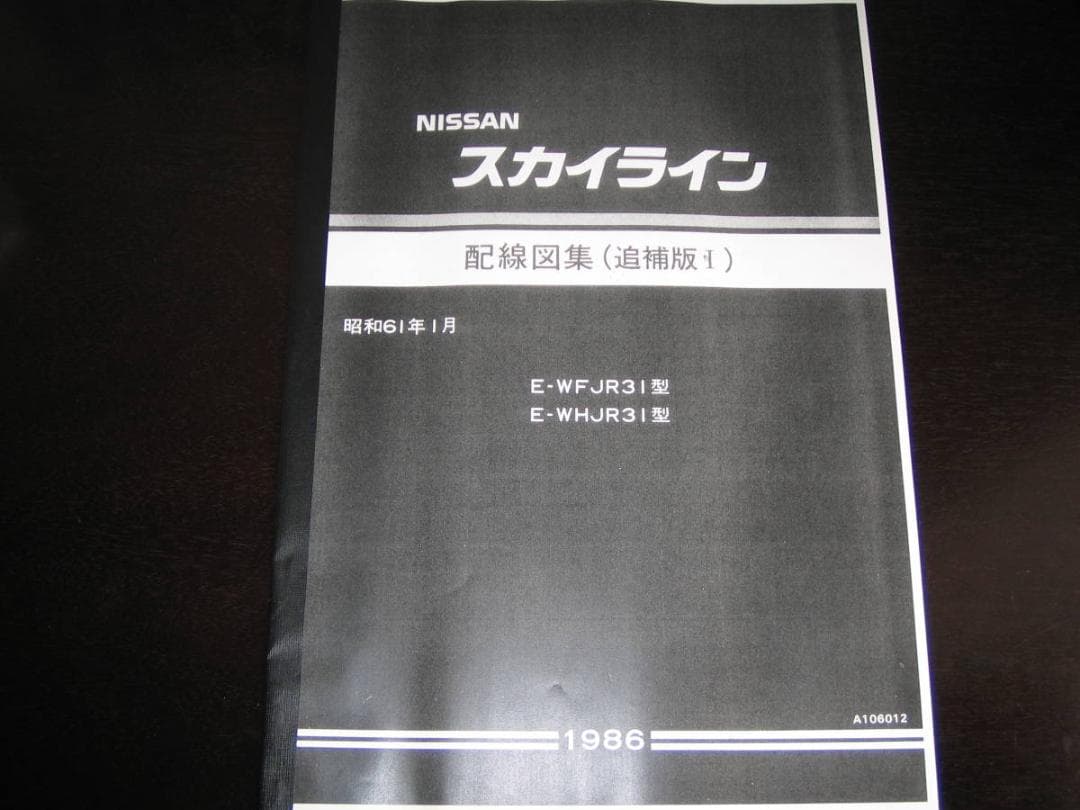 NISSAN
スカイライン
配線図集(追補版Ⅰ)
昭和61年1月
E-WFJR31型
E-WHJR31型
A106012
1986